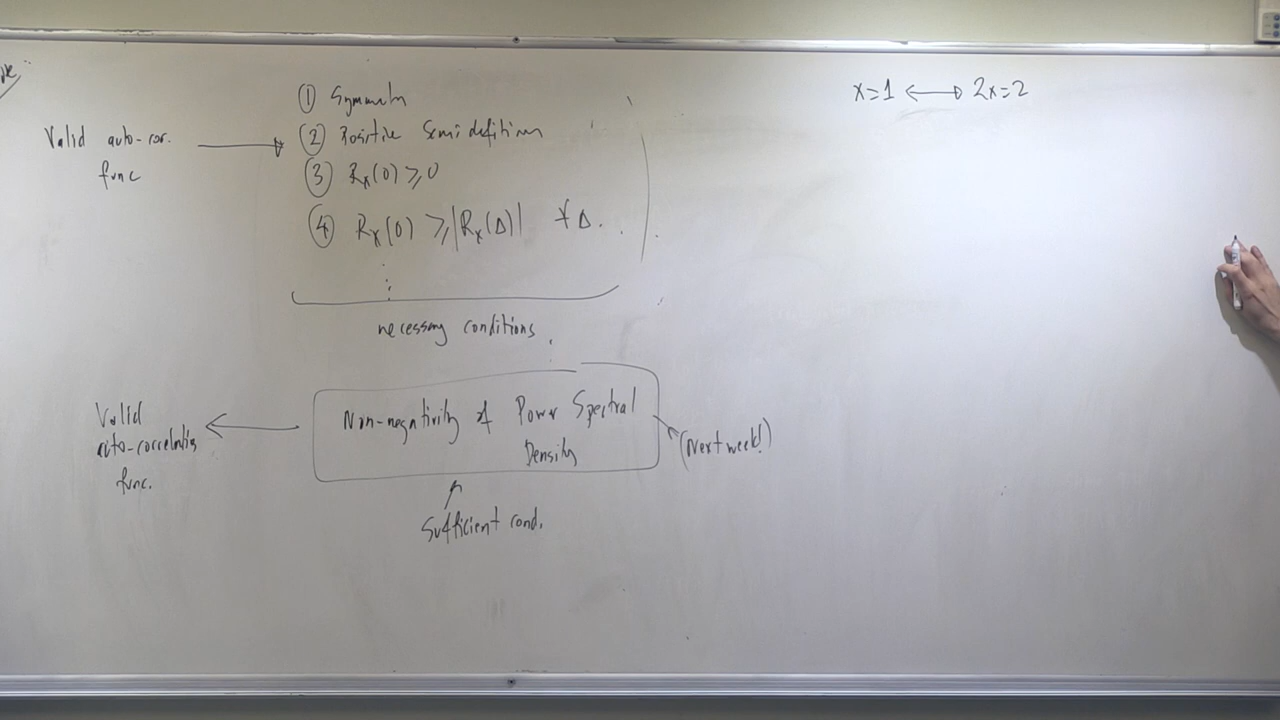 Valid auto-cor.
func
① Symmetry
② Positive Semi definitness
③ Rx(0) ≥ 0
④ Rx(0) ≥ |Rx(Δ)| ∀ Δ.
necessary conditions
x=1 ⟷ 2x=2
Valid
auto-correlation
func.
Non-negativity of Power Spectral
Density
(Next week!)
Sufficient cond.